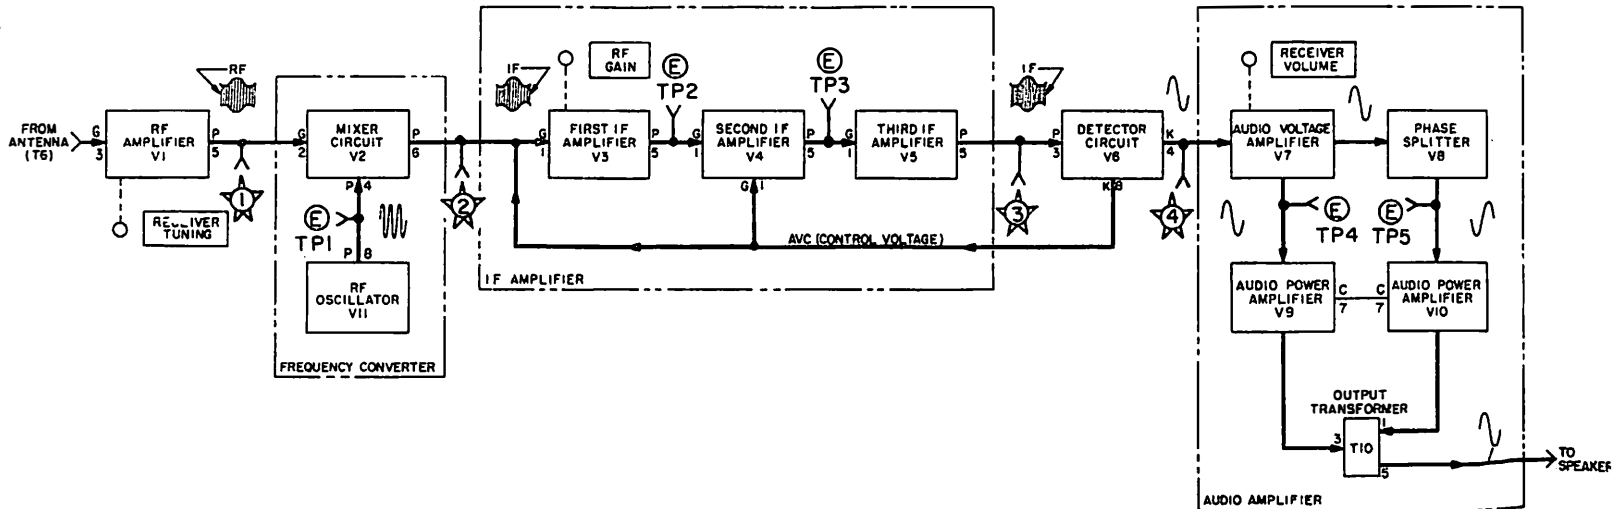 FROM
ANTENNA
(T6)
G
3
RF
AMPLIFIER
V1
P
5
RF
1
RECEIVER
TUNING
G
2
MIXER
CIRCUIT
V2
P
6
P 4
E
TP1
P 8
RF
OSCILLATOR
V11
FREQUENCY CONVERTER
2
IF
RF
GAIN
G
1
FIRST IF
AMPLIFIER
V3
P
5
E
TP2
G
1
SECOND IF
AMPLIFIER
V4
P
5
G 1
E
TP3
G
1
THIRD IF
AMPLIFIER
V5
P
5
AVC (CONTROL VOLTAGE)
IF AMPLIFIER
IF
3
P
3
DETECTOR
CIRCUIT
V6
K
4
K 8
4
RECEIVER
VOLUME
AUDIO VOLTAGE
AMPLIFIER
V7
PHASE
SPLITTER
V8
E
TP4
E
TP5
AUDIO POWER
AMPLIFIER
V9
C
7
C
7
AUDIO POWER
AMPLIFIER
V10
OUTPUT
TRANSFORMER
3
T10
1
5
TO
SPEAKER
AUDIO AMPLIFIER